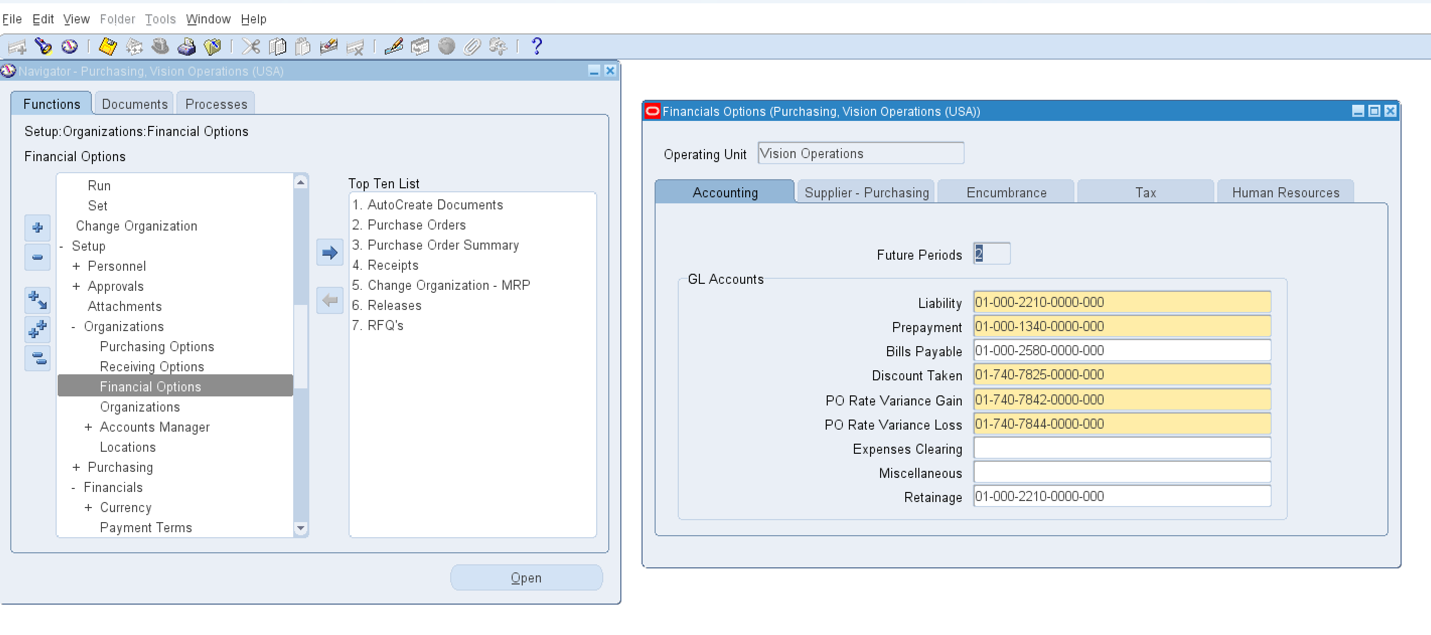 File Edit View Folder Tools Window Help
Navigator - Purchasing, Vision Operations (USA)
Functions Documents Processes
Setup:Organizations:Financial Options
Financial Options
Run
Set
Change Organization
- Setup
+ Personnel
+ Approvals
Attachments
- Organizations
Purchasing Options
Receiving Options
Financial Options
Organizations
+ Accounts Manager
Locations
+ Purchasing
- Financials
+ Currency
Payment Terms
Top Ten List
1. AutoCreate Documents
2. Purchase Orders
3. Purchase Order Summary
4. Receipts
5. Change Organization - MRP
6. Releases
7. RFQ's
Open
Financials Options (Purchasing, Vision Operations (USA))
Operating Unit Vision Operations
Accounting Supplier - Purchasing Encumbrance Tax Human Resources
Future Periods 2
GL Accounts
Liability 01-000-2210-0000-000
Prepayment 01-000-1340-0000-000
Bills Payable 01-000-2580-0000-000
Discount Taken 01-740-7825-0000-000
PO Rate Variance Gain 01-740-7842-0000-000
PO Rate Variance Loss 01-740-7844-0000-000
Expenses Clearing
Miscellaneous
Retainage 01-000-2210-0000-000